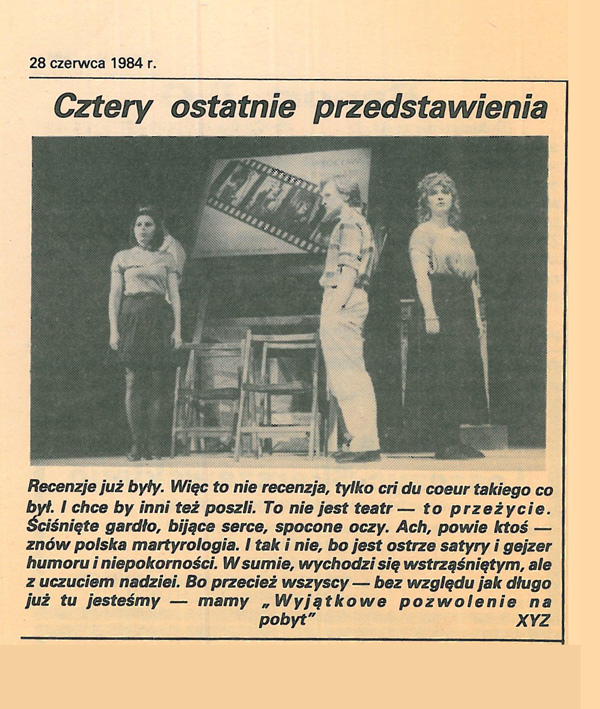 28 czerwca 1984 r.
Cztery ostatnie przedstawienia
Recenzje już były. Więc to nie recenzja, tylko cri du coeur takiego co
był. I chce by inni też poszli. To nie jest teatr — to przeżycie.
Ściśnięte gardło, bijące serce, spocone oczy. Ach, powie ktoś —
znów polska martyrologia. I tak i nie, bo jest ostrze satyry i gejzer
humoru i niepokorności. W sumie, wychodzi się wstrząśniętym, ale
z uczuciem nadziei. Bo przecież wszyscy — bez względu jak długo
już tu jesteśmy — mamy „Wyjątkowe pozwolenie na
pobyt” XYZ